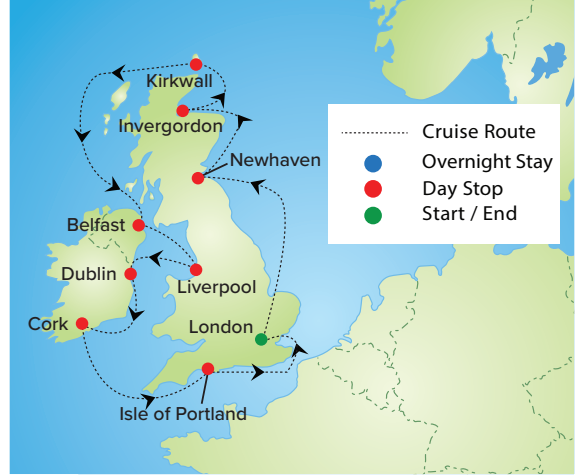 Kirkwall
Invergordon
Newhaven
Belfast
Dublin
Liverpool
Cork
London
Isle of Portland
Cruise Route
Overnight Stay
Day Stop
Start / End